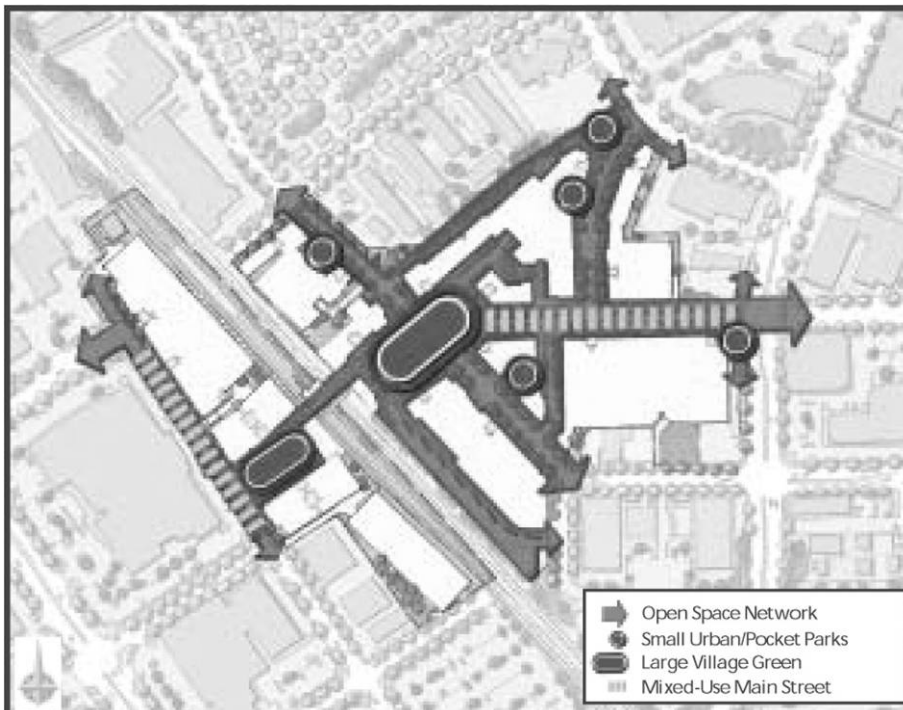 Open Space Network
Small Urban/Pocket Parks
Large Village Green
Mixed-Use Main Street